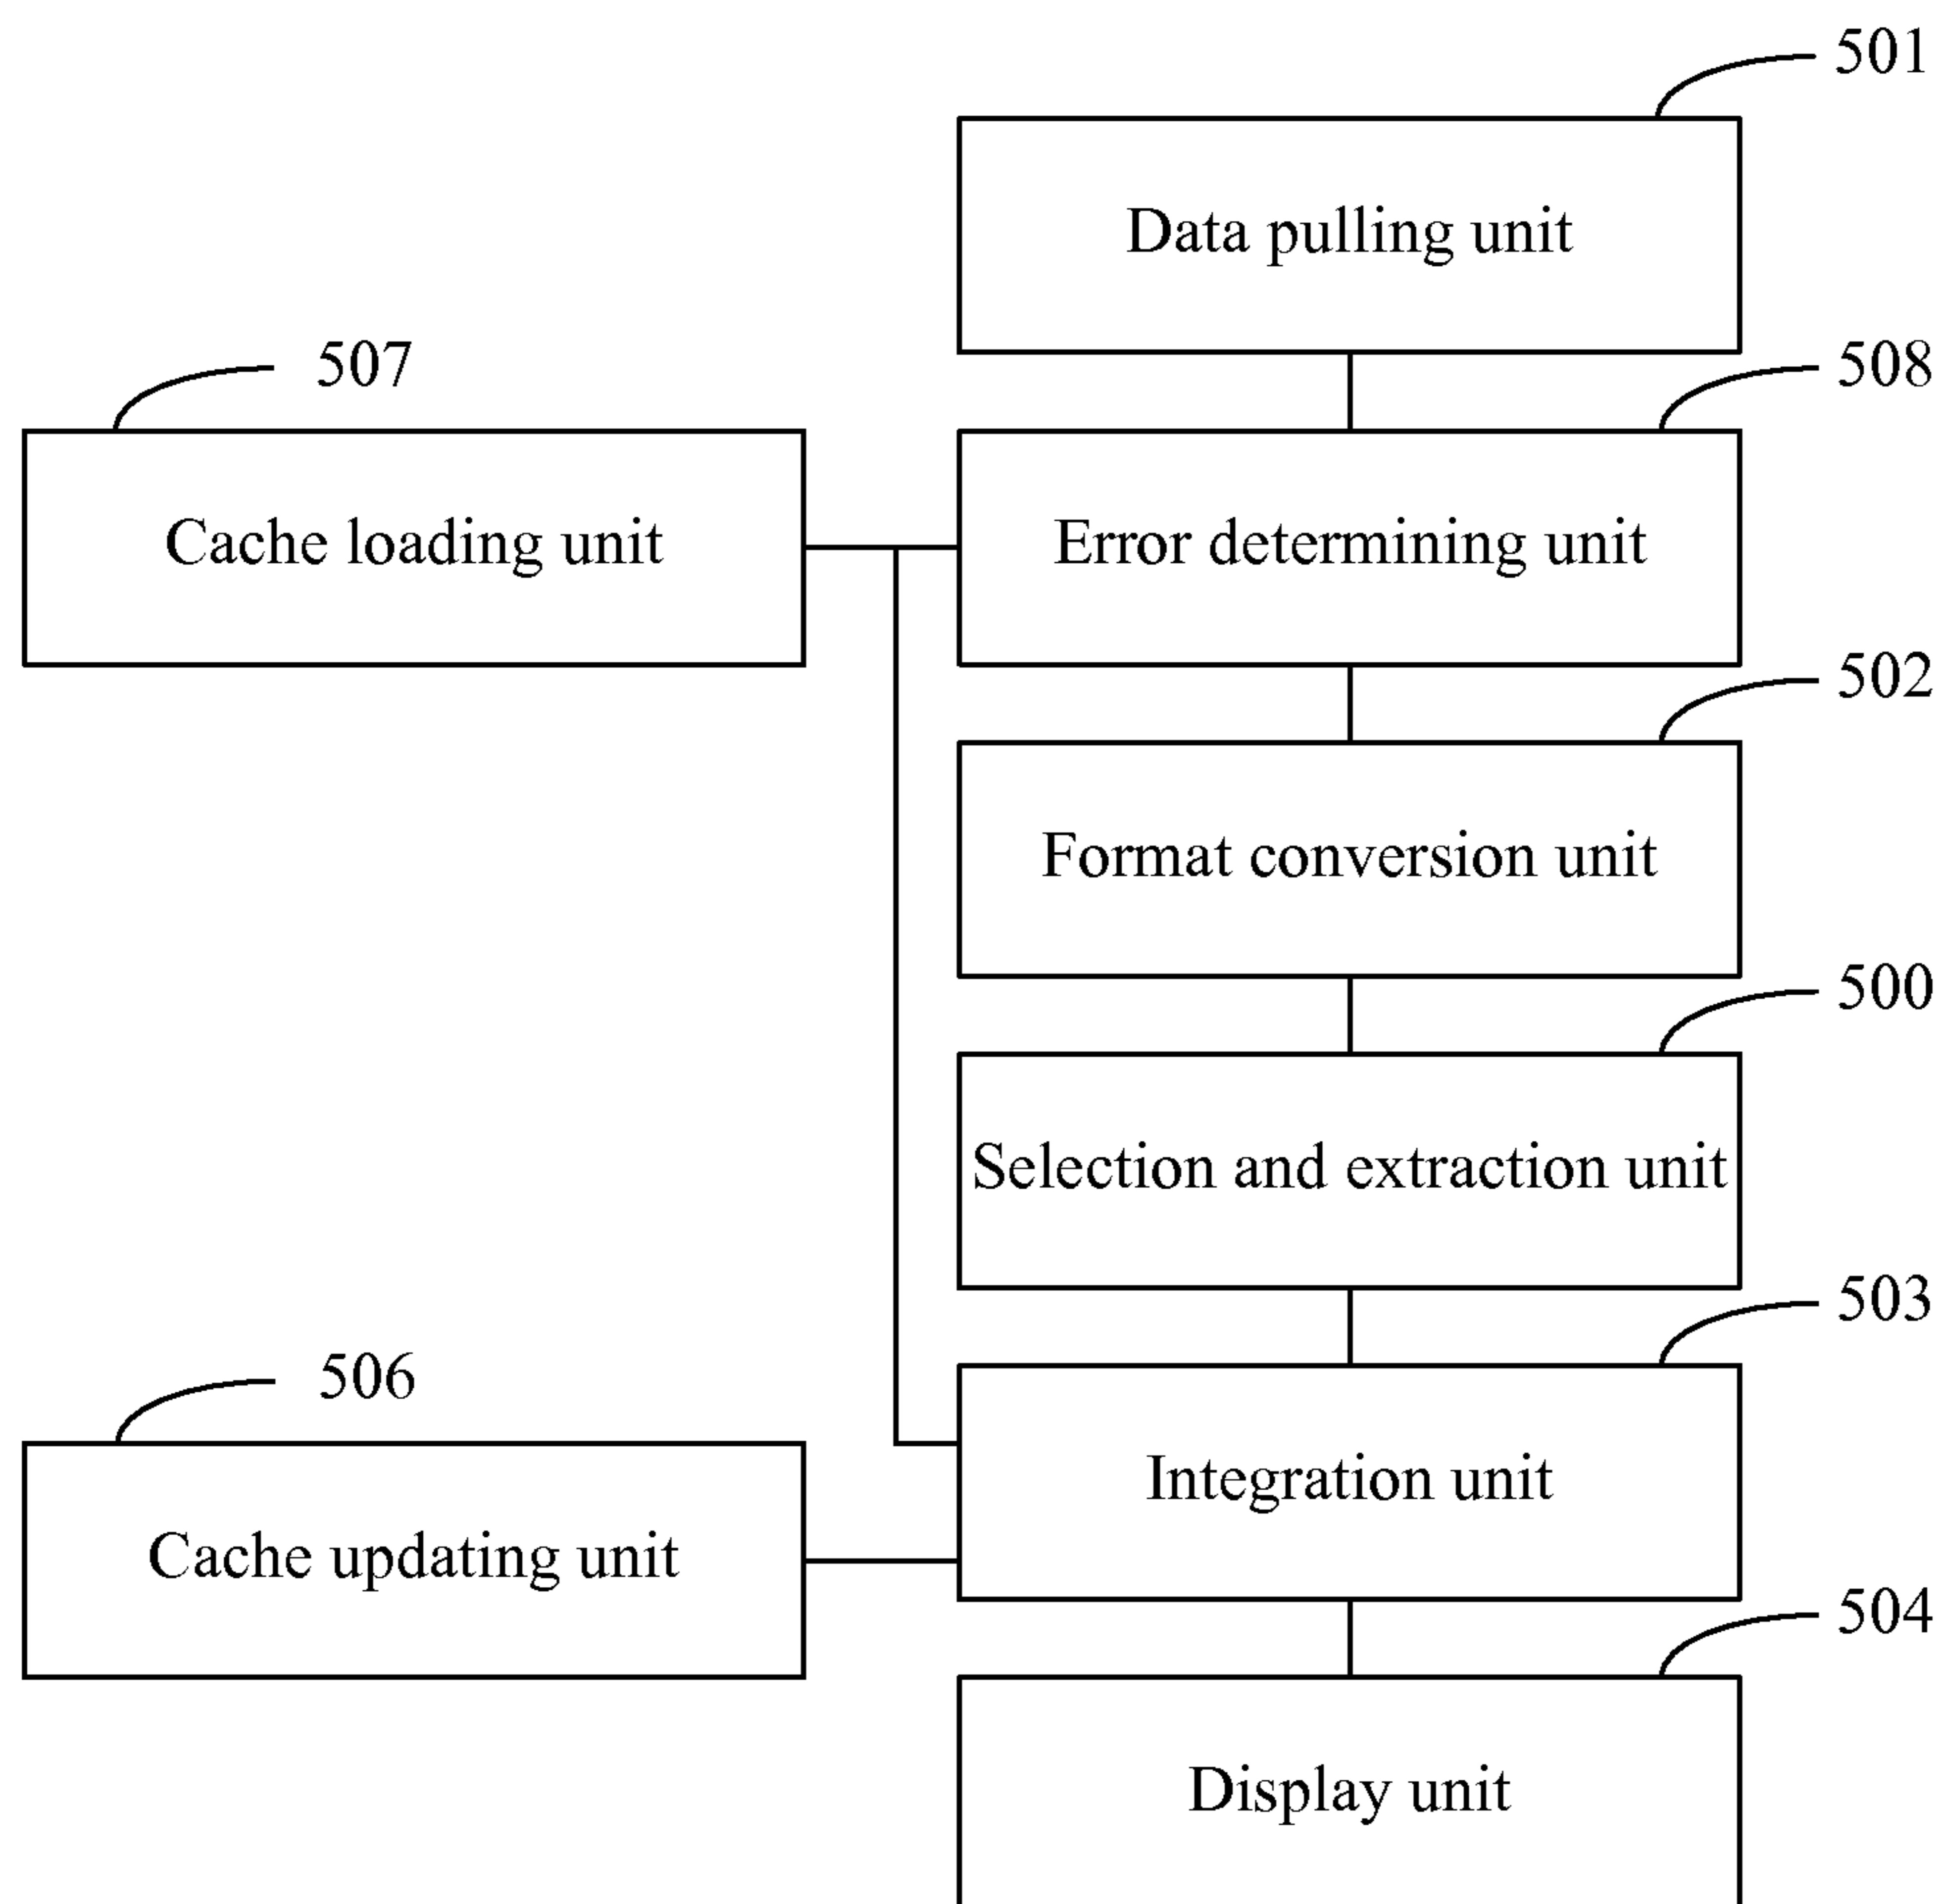 501
Data pulling unit
507
508
Cache loading unit
Error determining unit
502
Format conversion unit
500
Selection and extraction unit
503
506
Integration unit
Cache updating unit
504
Display unit